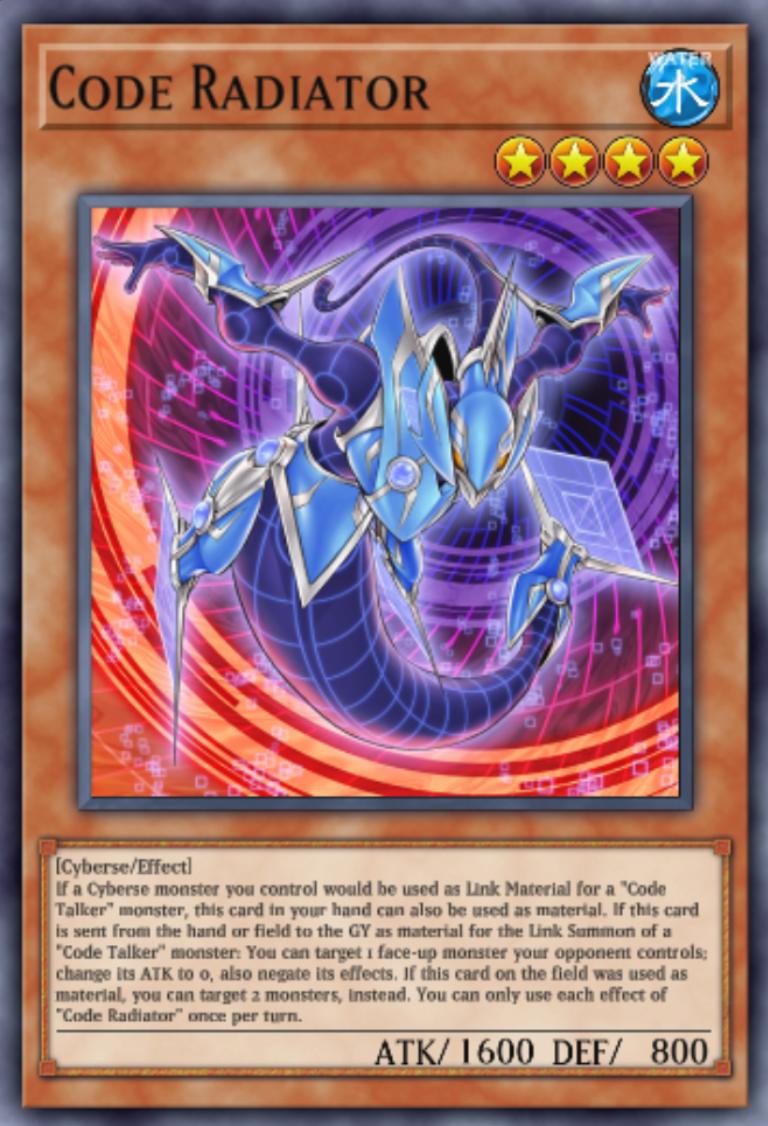 CODE RADIATOR
WATER
水
[Cyberse/Effect]
If a Cyberse monster you control would be used as Link Material for a "Code
Talker" monster, this card in your hand can also be used as material. If this card
is sent from the hand or field to the GY as material for the Link Summon of a
"Code Talker" monster: You can target 1 face-up monster your opponent controls;
change its ATK to 0, also negate its effects. If this card on the field was used as
material, you can target 2 monsters, instead. You can only use each effect of
"Code Radiator" once per turn.
ATK/ 1600 DEF/ 800